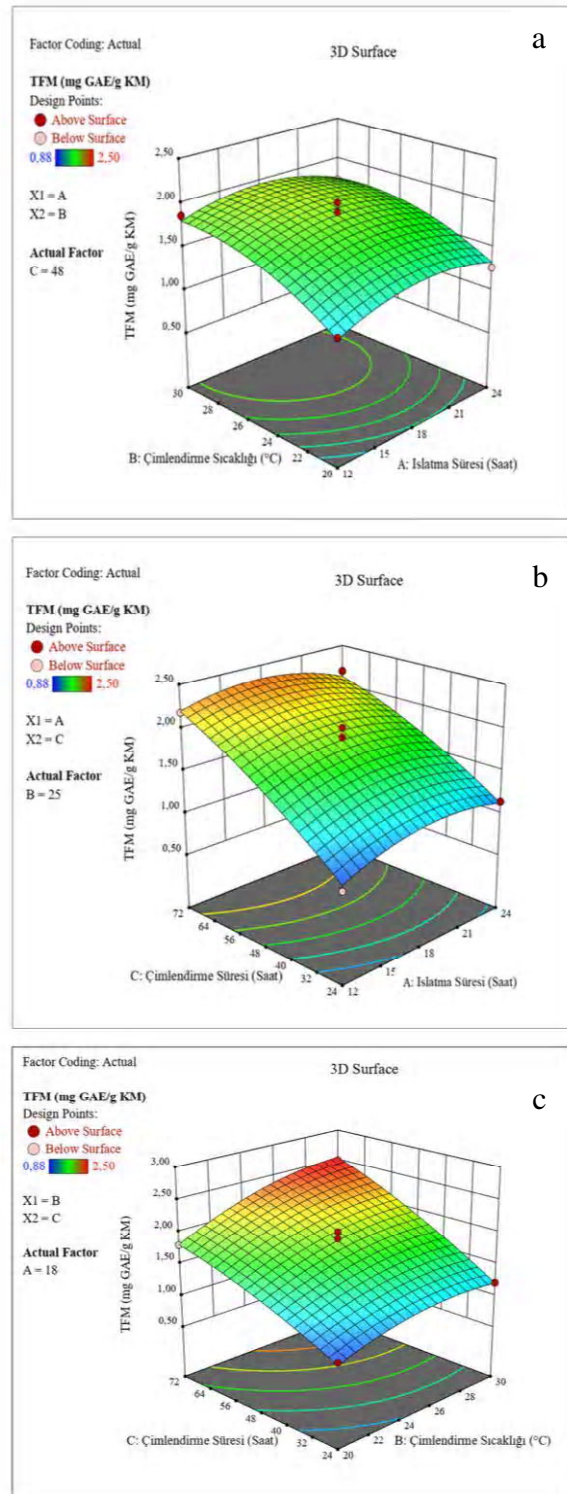 a
Factor Coding: Actual
3D Surface
TFM (mg GAE/g KM)
Design Points:
Above Surface
Below Surface
0,88 2,50
X1 = A
X2 = B
Actual Factor
C = 48
TFM (mg GAE/g KM)
2,50
2,00
1,50
1,00
0,50
30
28
26
24
22
20
12
15
18
21
24
B: Çimlendirme Sıcaklığı (°C)
A: Islatma Süresi (Saat)
b
Factor Coding: Actual
3D Surface
TFM (mg GAE/g KM)
Design Points:
Above Surface
Below Surface
0,88 2,50
X1 = A
X2 = C
Actual Factor
B = 25
TFM (mg GAE/g KM)
2,50
2,00
1,50
1,00
0,50
72
64
56
48
40
32
24
12
15
18
21
24
C: Çimlendirme Süresi (Saat)
A: Islatma Süresi (Saat)
c
Factor Coding: Actual
3D Surface
TFM (mg GAE/g KM)
Design Points:
Above Surface
Below Surface
0,88 2,50
X1 = B
X2 = C
Actual Factor
A = 18
TFM (mg GAE/g KM)
3,00
2,50
2,00
1,50
1,00
0,50
72
64
56
48
40
32
24
20
22
24
26
28
30
C: Çimlendirme Süresi (Saat)
B: Çimlendirme Sıcaklığı (°C)